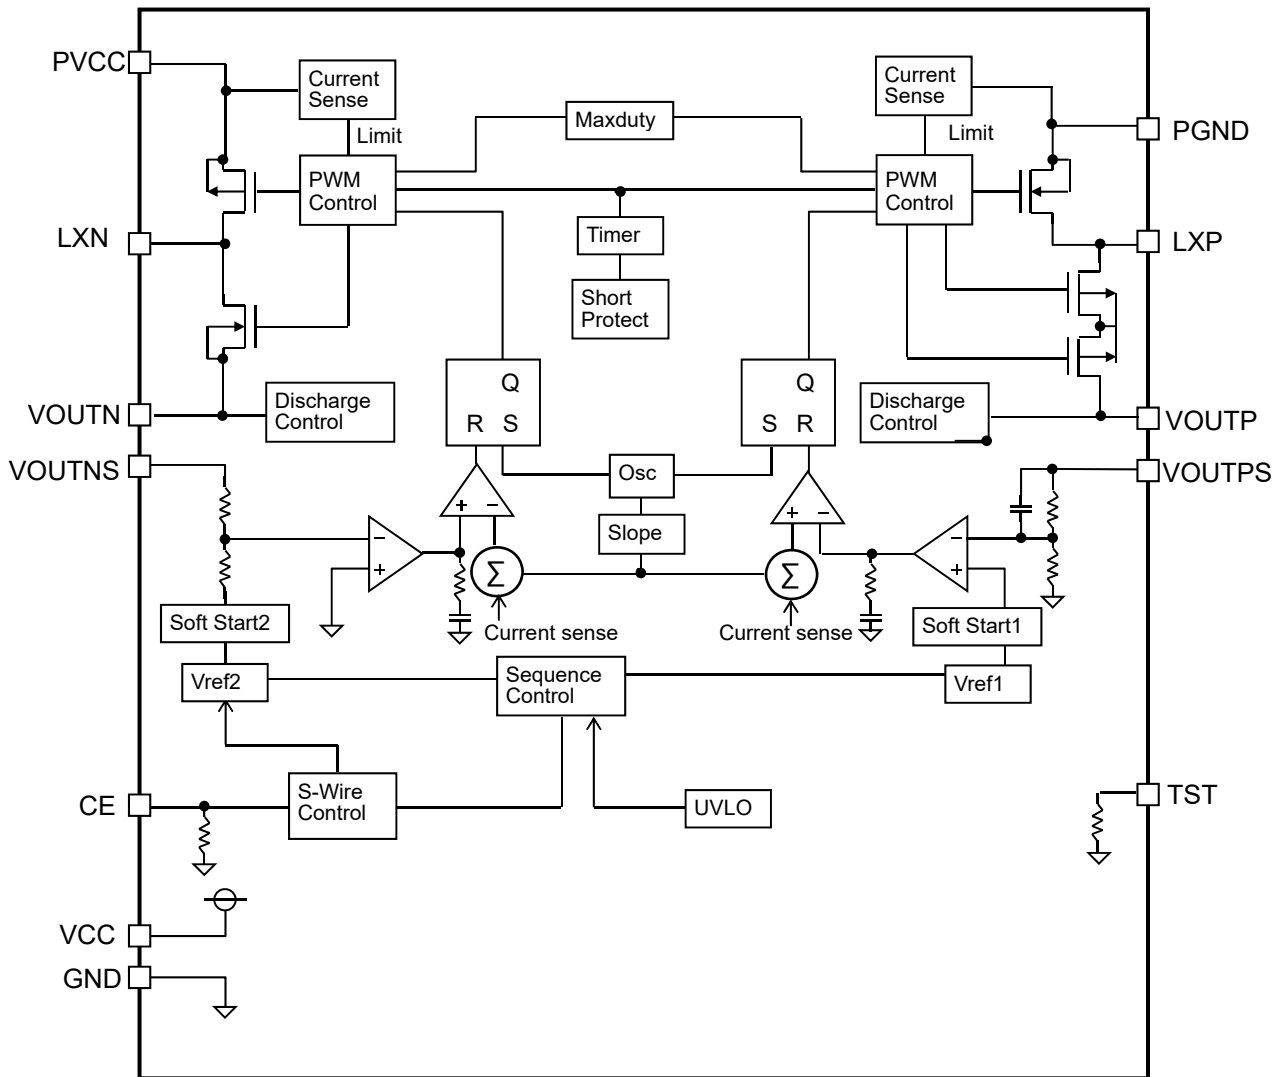 PVCC
Current
Sense
Limit
Maxduty
Current
Sense
Limit
PGND
PWM
Control
PWM
Control
LXN
Timer
LXP
Short
Protect
Q
R S
Q
S R
VOUTN
Discharge
Control
Discharge
Control
VOUTP
VOUTNS
Osc
VOUTPS
+ −
Slope
+ −
−
+
Σ
Σ
−
+
Soft Start2
Current sense
Current sense
Soft Start1
Vref2
Sequence
Control
Vref1
CE
S-Wire
Control
UVLO
TST
VCC
GND